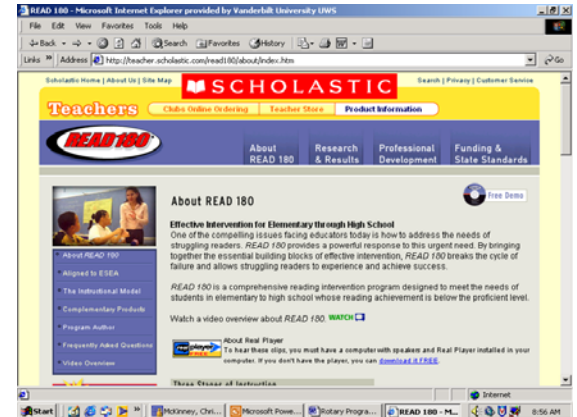 READ 180 - Microsoft Internet Explorer provided by Vanderbilt University UWS
File Edit View Favorites Tools Help
Back Search Favorites History
Links Address http://teacher.scholastic.com/read180/about/index.htm Go
Scholastic Home | About Us | Site Map SCHOLASTIC Search | Privacy | Customer Service
Teachers Clubs Online Ordering Teacher Store Product Information
READ 180
About READ 180
Research & Results
Professional Development
Funding & State Standards
Free Demo
About READ 180
Aligned to ESEA
The Instructional Model
Complementary Products
Program Author
Frequently Asked Questions
Video Overview
About READ 180
Effective Intervention for Elementary through High School
One of the compelling issues facing educators today is how to address the needs of
struggling readers. READ 180 provides a powerful response to this urgent need. By bringing
together the essential building blocks of effective intervention, READ 180 breaks the cycle of
failure and allows struggling readers to experience and achieve success.
READ 180 is a comprehensive reading intervention program designed to meet the needs of
students in elementary to high school whose reading achievement is below the proficient level.
Watch a video overview about READ 180. WATCH
realplayer FREE
About Real Player
To hear these clips, you must have a computer with speakers and Real Player installed in your
computer. If you don't have the player, you can download it FREE.
Three Stages of Instruction
Internet
Start McKinney, Chri... Microsoft Powe... Rotary Progra... READ 180 - M... 8:56 AM